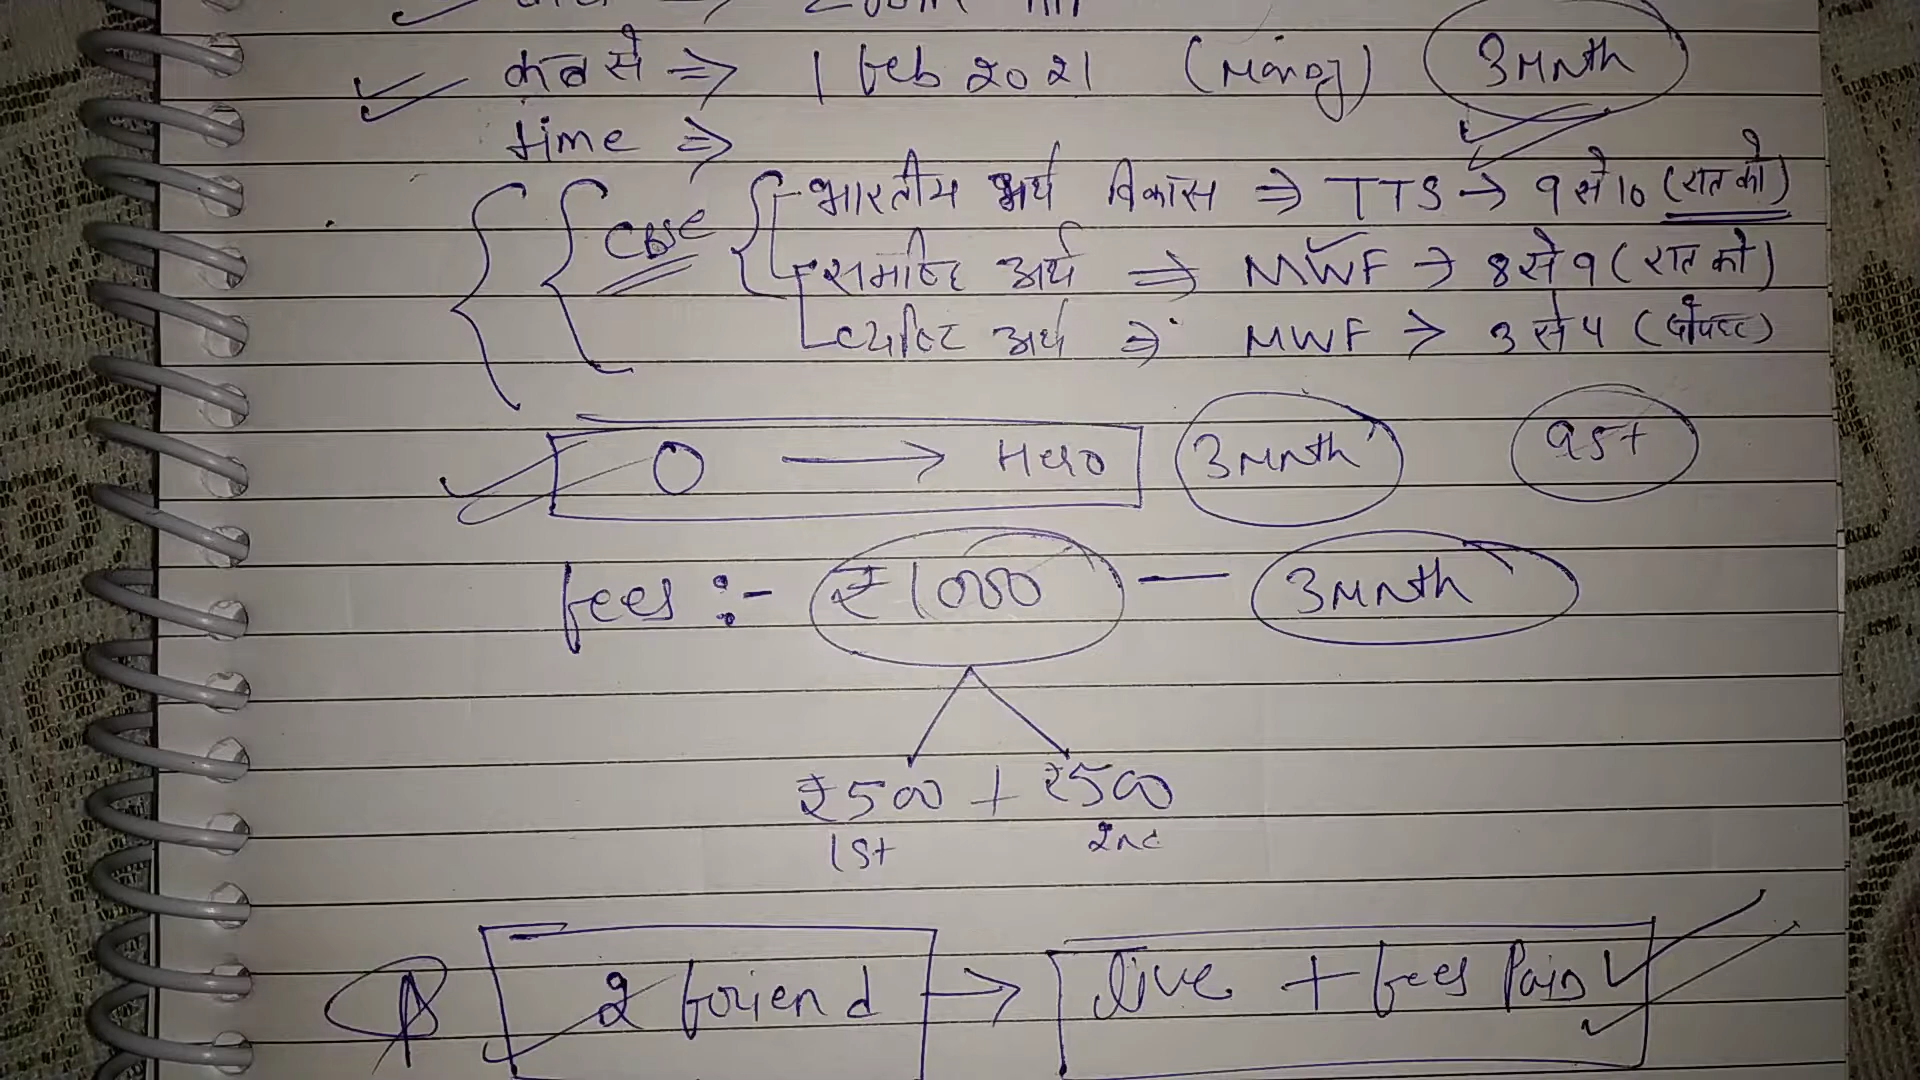 कब से ⇒ 1 feb 2021 (Monday) 3 Mnth
time ⇒
CBSE
भारतीय अर्थ विकास ⇒ TTS → 9 से 10 (रात को)
समष्टि अर्थ ⇒ MWF → 8 से 9 (रात को)
व्यष्टि अर्थ ⇒ MWF → 3 से 4 (दोपहर)
0 → Hero 3 Mnth 95+
fees :- ₹1000 — 3 Mnth
₹500 + ₹500
1st 2nd
2 friend → live + fees Paid